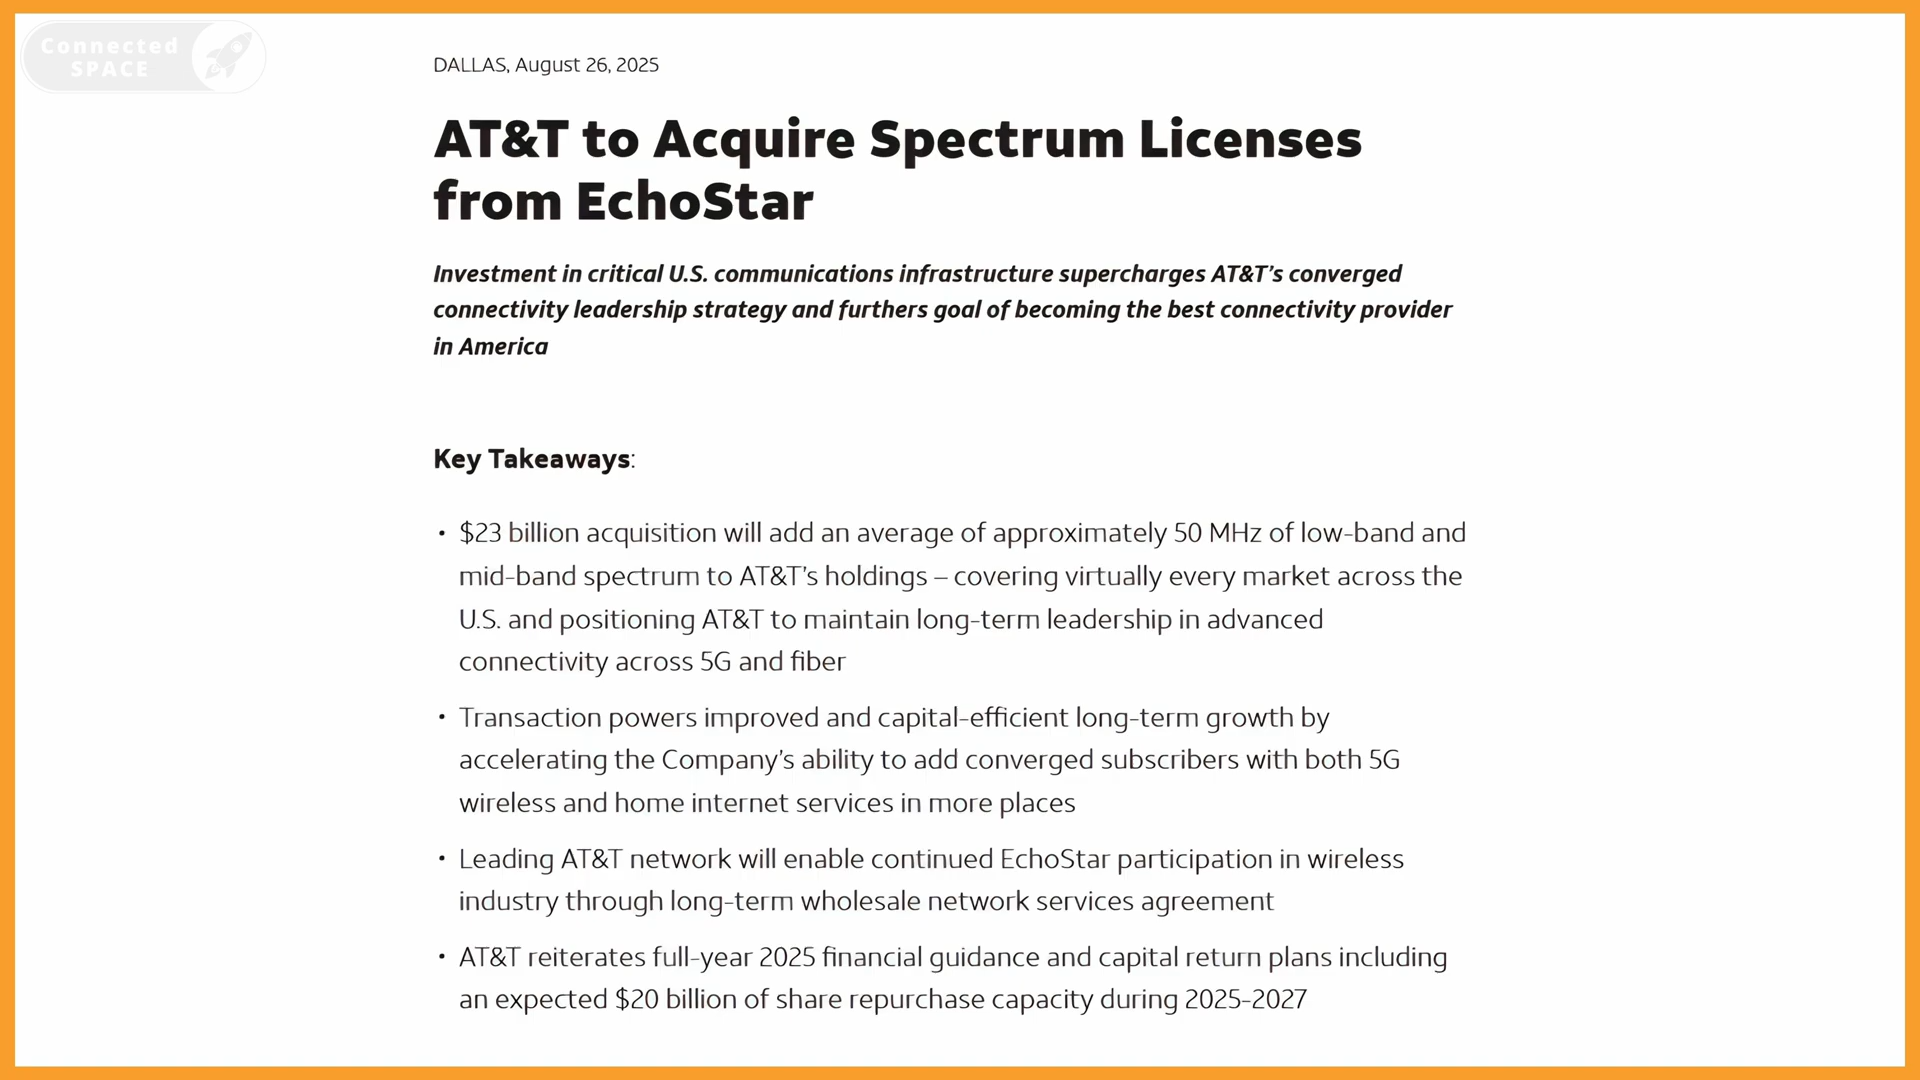 Connected
SPACE
DALLAS, August 26, 2025
AT&T to Acquire Spectrum Licenses
from EchoStar
Investment in critical U.S. communications infrastructure supercharges AT&T’s converged
connectivity leadership strategy and furthers goal of becoming the best connectivity provider
in America
Key Takeaways:
• $23 billion acquisition will add an average of approximately 50 MHz of low-band and
mid-band spectrum to AT&T’s holdings – covering virtually every market across the
U.S. and positioning AT&T to maintain long-term leadership in advanced
connectivity across 5G and fiber
• Transaction powers improved and capital-efficient long-term growth by
accelerating the Company’s ability to add converged subscribers with both 5G
wireless and home internet services in more places
• Leading AT&T network will enable continued EchoStar participation in wireless
industry through long-term wholesale network services agreement
• AT&T reiterates full-year 2025 financial guidance and capital return plans including
an expected $20 billion of share repurchase capacity during 2025-2027